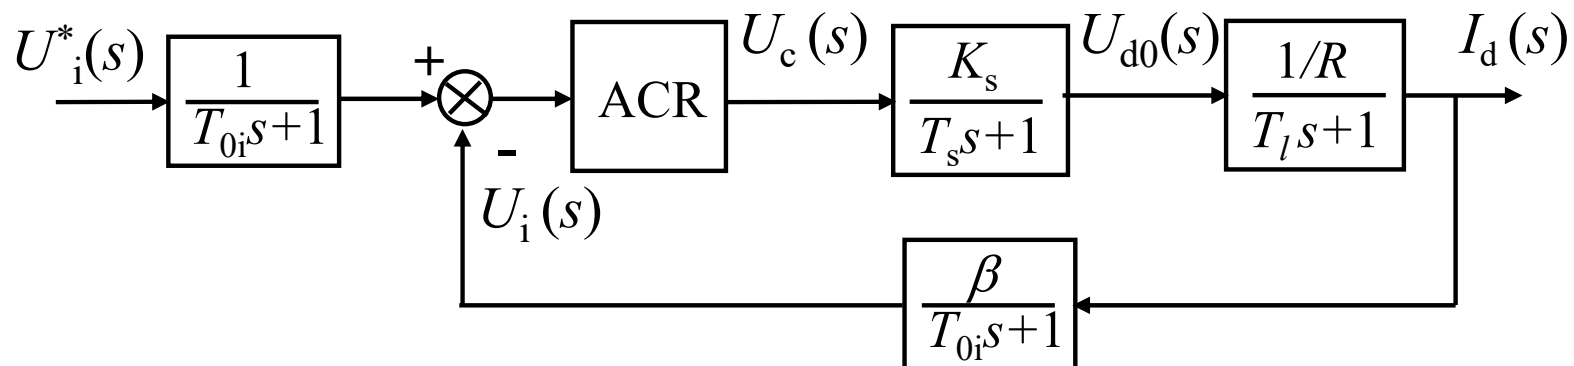 U*i(s)
1
T0is+1
+
-
ACR
Uc(s)
Ks
Tss+1
Ud0(s)
1/R
Tls+1
Id(s)
Ui(s)
β
T0is+1